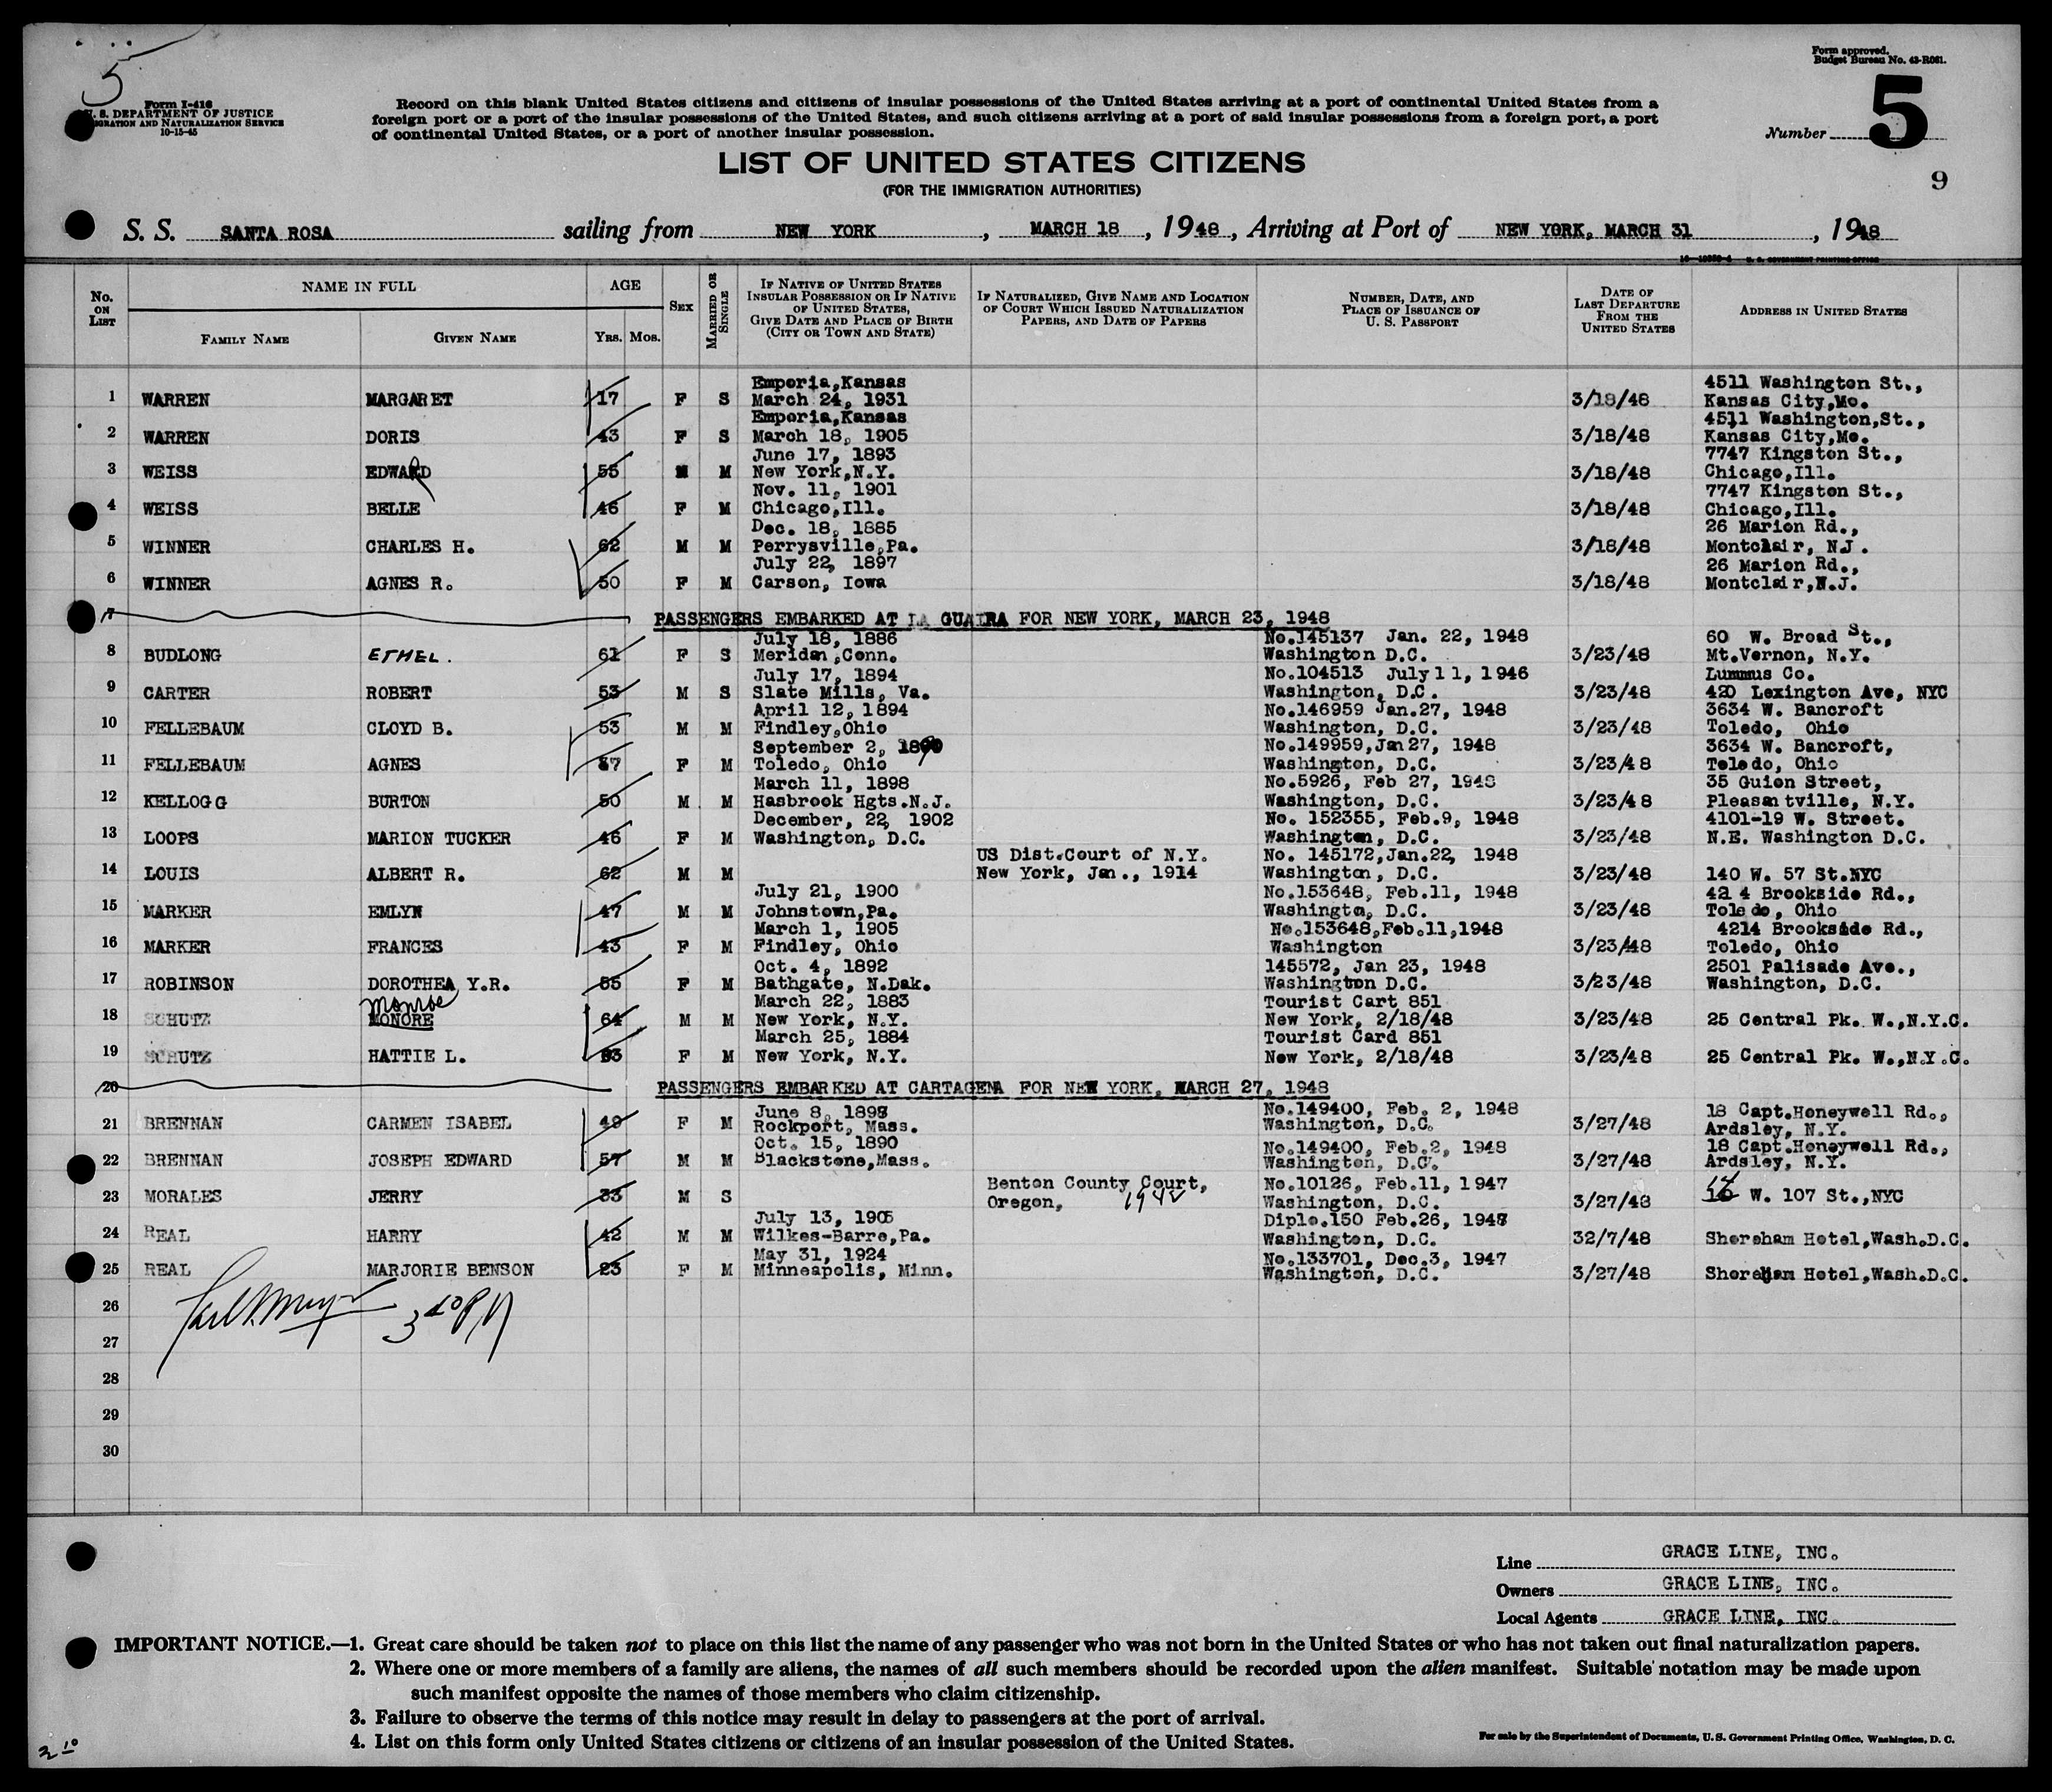 5
Form approved.
Budget Bureau No. 43-R061.
Form I-416
U. S. DEPARTMENT OF JUSTICE
IMMIGRATION AND NATURALIZATION SERVICE
10-15-45
Record on this blank United States citizens and citizens of insular possessions of the United States arriving at a port of continental United States from a
foreign port or a port of the insular possessions of the United States, and such citizens arriving at a port of said insular possessions from a foreign port, a port
of continental United States, or a port of another insular possession.
Number 5
LIST OF UNITED STATES CITIZENS
(FOR THE IMMIGRATION AUTHORITIES)
9
S. S. SANTA ROSA sailing from NEW YORK, MARCH 18, 1948, Arriving at Port of NEW YORK, MARCH 31, 1948
No. ON LIST
NAME IN FULL
FAMILY NAME GIVEN NAME
AGE
YRS. MOS.
SEX
MARRIED OR SINGLE
IF NATIVE OF UNITED STATES
INSULAR POSSESSION OR IF NATIVE
OF UNITED STATES,
GIVE DATE AND PLACE OF BIRTH
(CITY OR TOWN AND STATE)
IF NATURALIZED, GIVE NAME AND LOCATION
OF COURT WHICH ISSUED NATURALIZATION
PAPERS, AND DATE OF PAPERS
NUMBER, DATE, AND
PLACE OF ISSUANCE OF
U. S. PASSPORT
DATE OF
LAST DEPARTURE
FROM THE
UNITED STATES
ADDRESS IN UNITED STATES
Emporia,Kansas 4511 Washington St.,
1 WARREN MARGARET 17 F S March 24, 1931 3/18/48 Kansas City,Mo.
Emporia,Kansas 4511 Washington,St.,
2 WARREN DORIS 43 F S March 18, 1905 3/18/48 Kansas City,Mo.
June 17, 1893 7747 Kingston St.,
3 WEISS EDWARD 55 M M New York,N.Y. 3/18/48 Chicago,Ill.
Nov. 11, 1901 7747 Kingston St.,
4 WEISS BELLE 46 F M Chicago,Ill. 3/18/48 Chicago,Ill.
Dec. 18, 1885 26 Marion Rd.,
5 WINNER CHARLES H. 62 M M Perrysville,Pa. 3/18/48 Montclair, N.J.
July 22, 1897 26 Marion Rd.,
6 WINNER AGNES R. 50 F M Carson, Iowa 3/18/48 Montclair,N.J.
7 PASSENGERS EMBARKED AT LA GUAIRA FOR NEW YORK, MARCH 23, 1948
July 18, 1886 No.145137 Jan. 22, 1948 60 W. Broad St.,
8 BUDLONG ETHEL. 61 F S Meridan,Conn. Washington D.C. 3/23/48 Mt.Vernon, N.Y.
July 17, 1894 No.104513 July 11, 1946 Lummus Co.
9 CARTER ROBERT 53 M S Slate Mills, Va. Washington, D.C. 3/23/48 420 Lexington Ave, NYC
April 12, 1894 No.146959 Jan.27, 1948 3634 W. Bancroft
10 FELLEBAUM CLOYD B. 53 M M Findley,Ohio Washington, D.C. 3/23/48 Toledo, Ohio
September 2, No.149959,Jan27, 1948 3634 W. Bancroft,
11 FELLEBAUM AGNES 57 F M Toledo, Ohio Washington, D.C. 3/23/48 Toledo, Ohio
March 11, 1898 No.5926, Feb 27, 1948 35 Guion Street,
12 KELLOGG BURTON 50 M M Hasbrook Hgts.N.J. Washington, D.C. 3/23/48 Pleasantville, N.Y.
December, 22, 1902 No. 152355, Feb.9, 1948 4101-19 W. Street.
13 LOOPS MARION TUCKER 46 F M Washington, D.C. Washington, D.C. 3/23/48 N.E. Washington D.C.
US Dist.Court of N.Y. No. 145172,Jan.22, 1948
14 LOUIS ALBERT R. 62 M M New York, Jan., 1914 Washington, D.C. 3/23/48 140 W. 57 St.NYC
July 21, 1900 No.153648, Feb.11, 1948 42 4 Brookside Rd.,
15 MARKER EMLYN 47 M M Johnstown,Pa. Washington, D.C. 3/23/48 Toledo, Ohio
March 1, 1905 No.153648,Feb.11,1948 4214 Brookside Rd.,
16 MARKER FRANCES 43 F M Findley, Ohio Washington 3/23/48 Toledo, Ohio
Oct. 4, 1892 145572, Jan 23, 1948 2501 Palisade Ave.,
17 ROBINSON DOROTHEA Y.R. 55 F M Bathgate, N.Dak. Washington D.C. 3/23/48 Washington, D.C.
Monroe March 22, 1883 Tourist Cart 851
18 SCHUTZ MONORE 64 M M New York, N.Y. New York, 2/18/48 3/23/48 25 Central Pk. W.,N.Y.C.
March 25, 1884 Tourist Card 851
19 SCHUTZ HATTIE L. 63 F M New York, N.Y. New York, 2/18/48 3/23/48 25 Central Pk. W.,N.Y.C.
20 PASSENGERS EMBARKED AT CARTAGENA FOR NEW YORK, MARCH 27, 1948
June 8, 1898 No.149400, Feb. 2, 1948 18 Capt.Honeywell Rd.,
21 BRENNAN CARMEN ISABEL 49 F M Rockport, Mass. Washington, D.C. 3/27/48 Ardsley, N.Y.
Oct. 15, 1890 No.149400, Feb.2, 1948 18 Capt.Honeywell Rd.,
22 BRENNAN JOSEPH EDWARD 57 M M Blackstone,Mass. Washington, D.C. 3/27/48 Ardsley, N.Y.
Benton County Court, No.10126, Feb.11, 1947
23 MORALES JERRY 33 M S Oregon, 1942 Washington, D.C. 3/27/48 W. 107 St.,NYC
July 13, 1905 Diplo.150 Feb.26, 1948
24 REAL HARRY 42 M M Wilkes-Barre,Pa. Washington, D.C. 32/7/48 Shoreham Hotel,Wash.D.C.
May 31, 1924 No.133701, Dec.3, 1947
25 REAL MARJORIE BENSON 23 F M Minneapolis, Minn. Washington, D.C. 3/27/48 Shoreham Hotel,Wash.D.C.
26
27
28
29
30
Line GRACE LINE, INC.
Owners GRACE LINE, INC.
Local Agents GRACE LINE, INC.
IMPORTANT NOTICE.—1. Great care should be taken not to place on this list the name of any passenger who was not born in the United States or who has not taken out final naturalization papers.
2. Where one or more members of a family are aliens, the names of all such members should be recorded upon the alien manifest. Suitable notation may be made upon
such manifest opposite the names of those members who claim citizenship.
3. Failure to observe the terms of this notice may result in delay to passengers at the port of arrival.
4. List on this form only United States citizens or citizens of an insular possession of the United States.
For sale by the Superintendent of Documents, U. S. Government Printing Office, Washington, D. C.